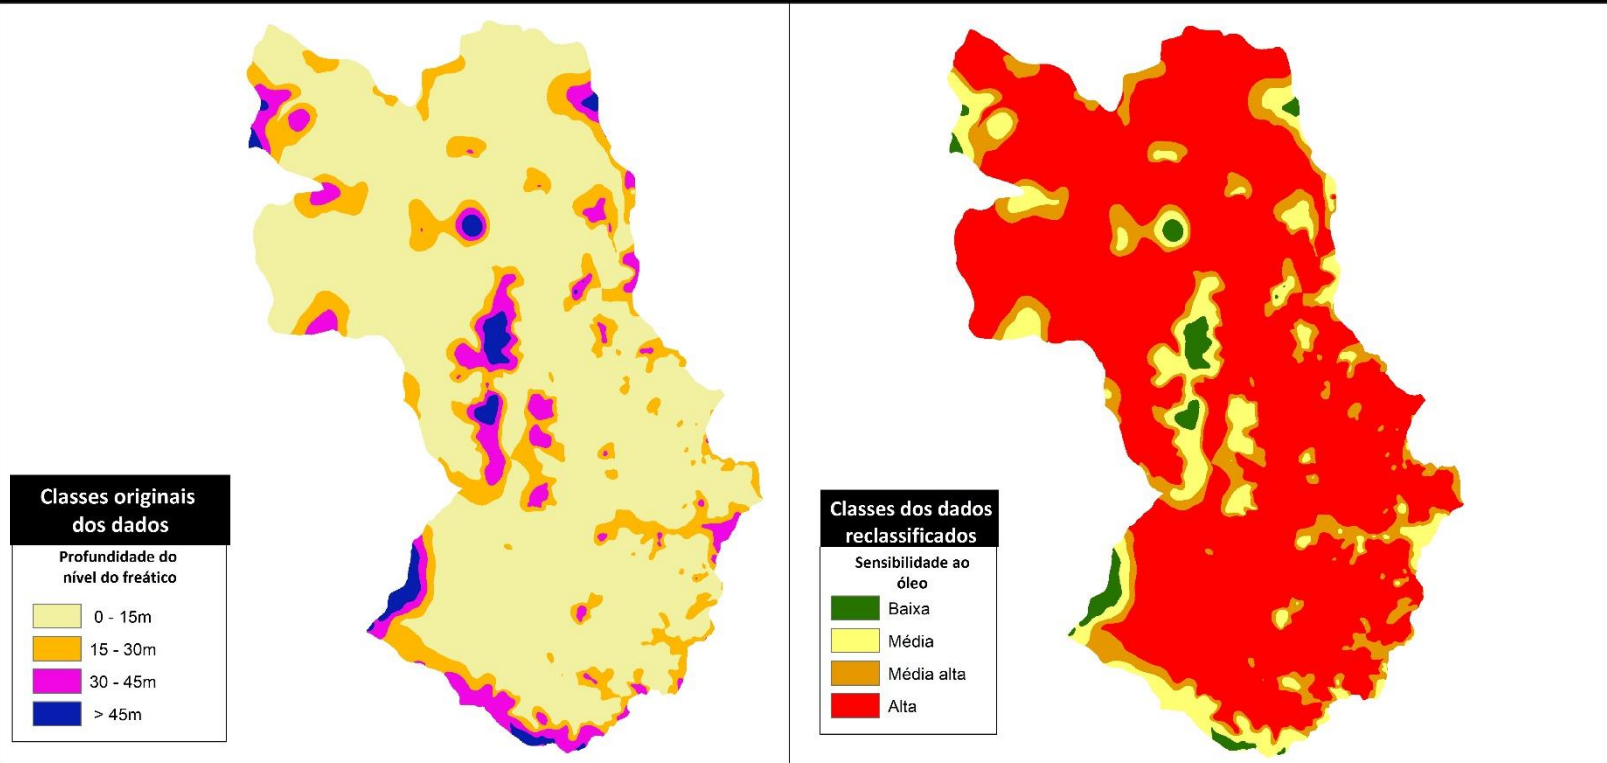 Classes originais
dos dados
Profundidade do
nível do freático
0 - 15m
15 - 30m
30 - 45m
> 45m
Classes dos dados
reclassificados
Sensibilidade ao
óleo
Baixa
Média
Média alta
Alta